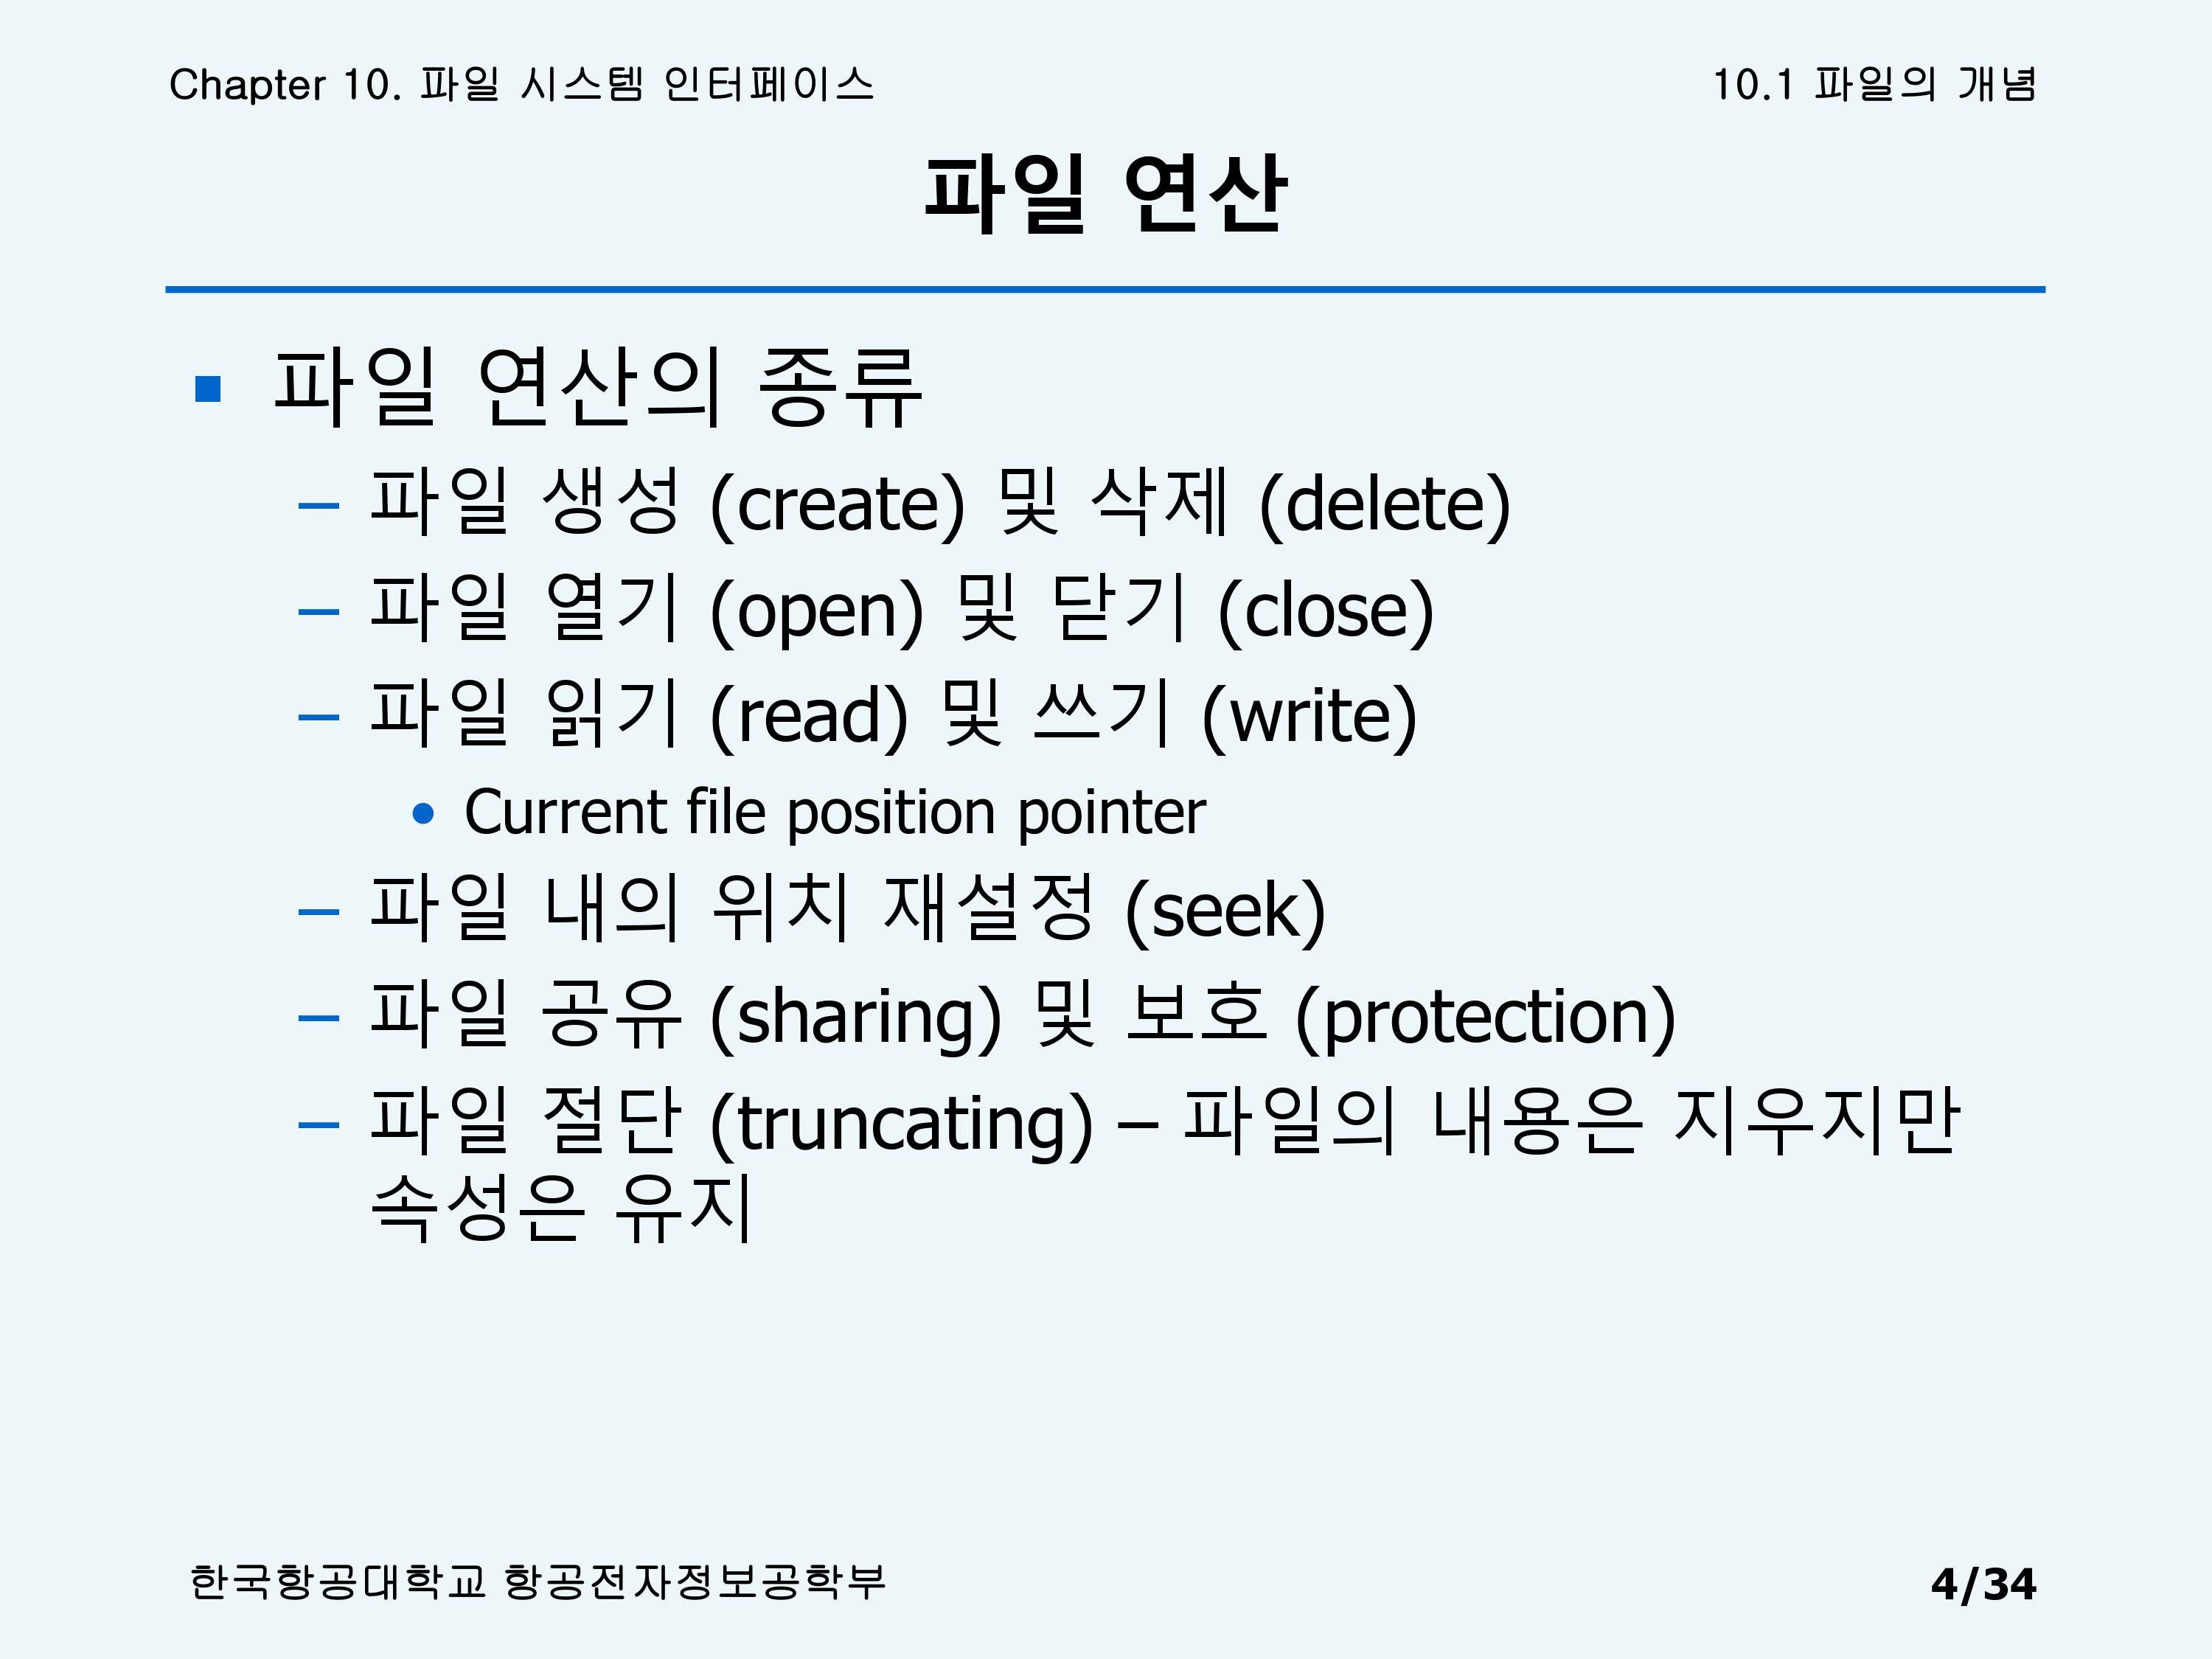 Chapter 10. 파일 시스템 인터페이스
10.1 파일의 개념
파일 연산
▪ 파일 연산의 종류
– 파일 생성 (create) 및 삭제 (delete)
– 파일 열기 (open) 및 닫기 (close)
– 파일 읽기 (read) 및 쓰기 (write)
• Current file position pointer
– 파일 내의 위치 재설정 (seek)
– 파일 공유 (sharing) 및 보호 (protection)
– 파일 절단 (truncating) – 파일의 내용은 지우지만
속성은 유지
한국항공대학교 항공전자정보공학부
4/34